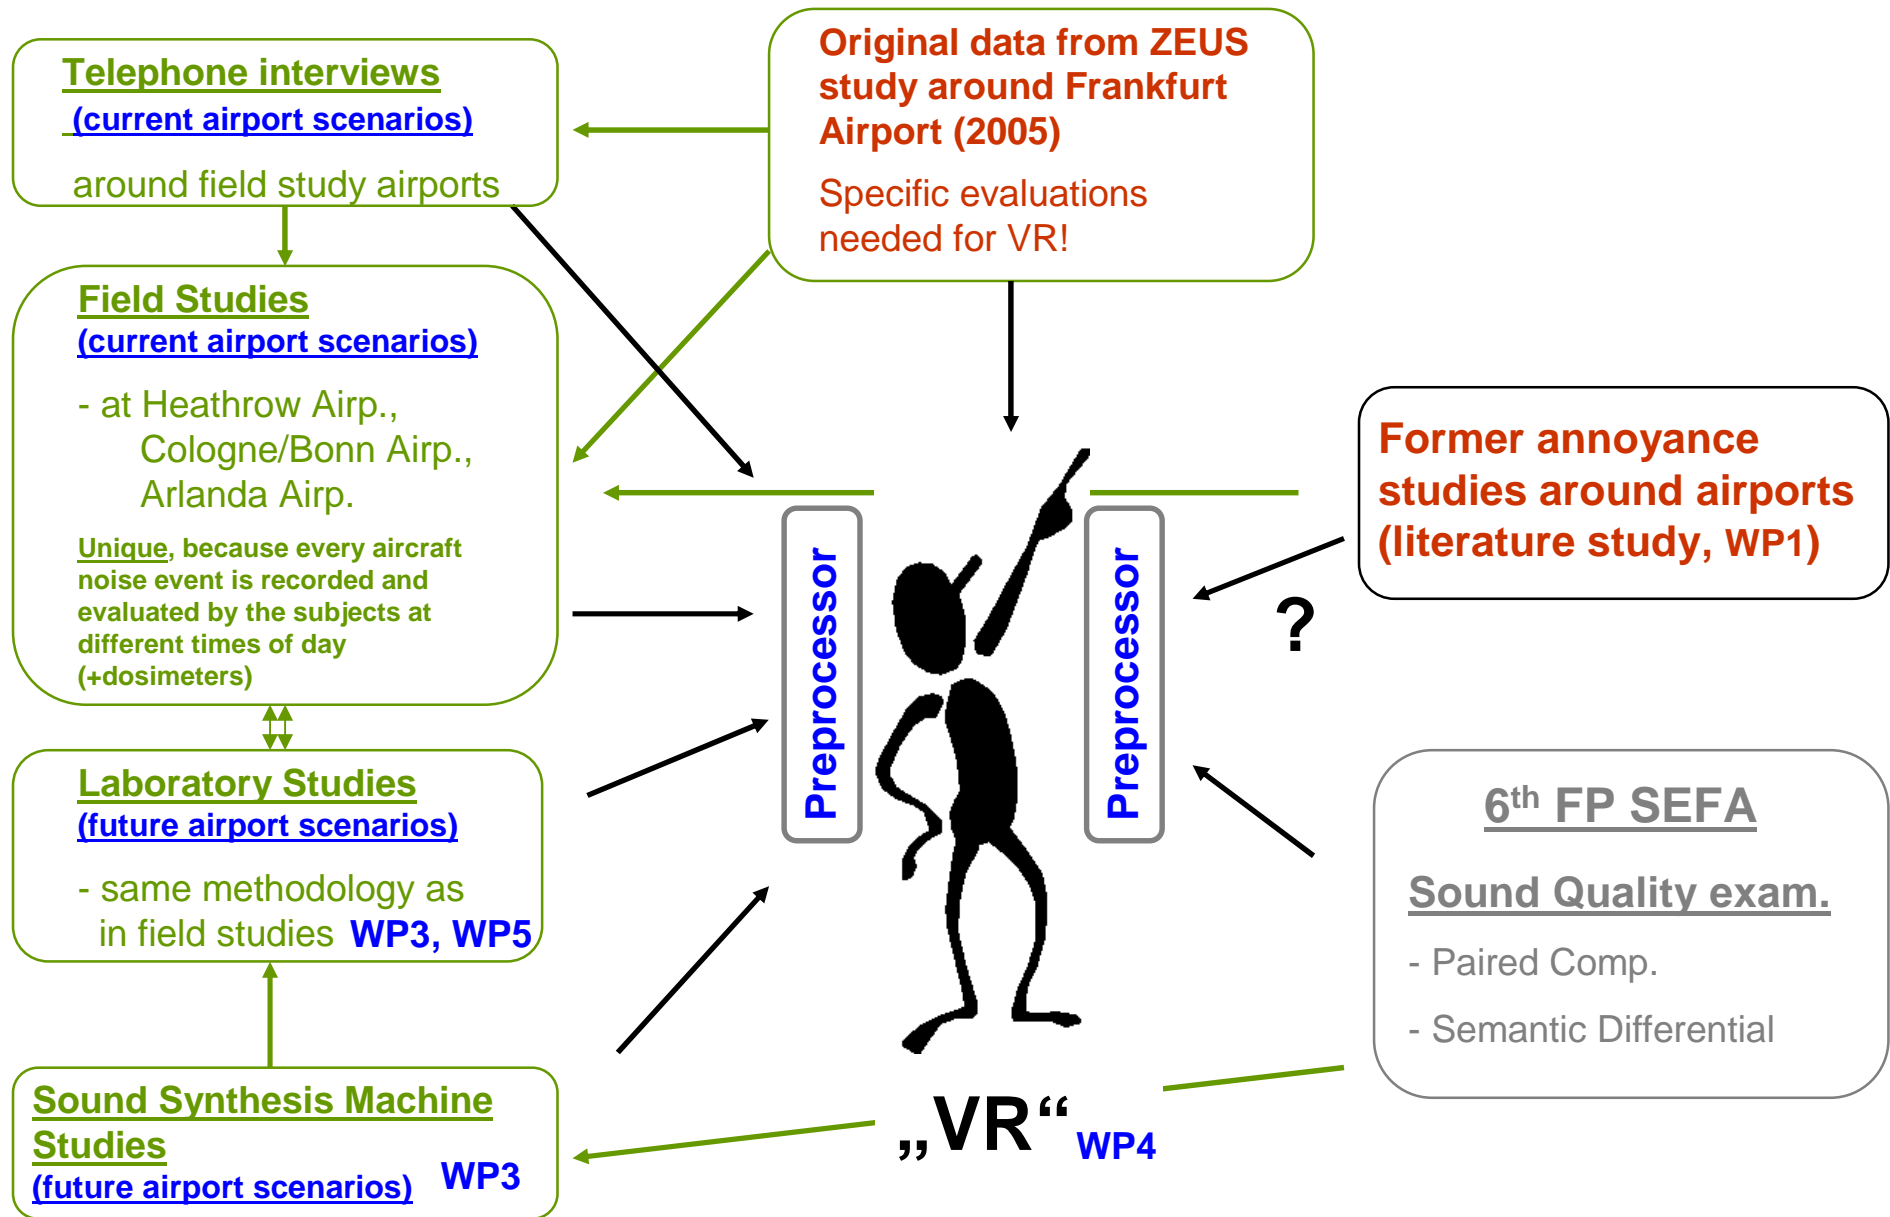 Telephone interviews
(current airport scenarios)
around field study airports
Original data from ZEUS
study around Frankfurt
Airport (2005)
Specific evaluations
needed for VR!
Field Studies
(current airport scenarios)
- at Heathrow Airp.,
Cologne/Bonn Airp.,
Arlanda Airp.
Unique, because every aircraft
noise event is recorded and
evaluated by the subjects at
different times of day
(+dosimeters)
Former annoyance
studies around airports
(literature study, WP1)
?
Preprocessor
Preprocessor
Laboratory Studies
(future airport scenarios)
- same methodology as
in field studies WP3, WP5
6th FP SEFA
Sound Quality exam.
- Paired Comp.
- Semantic Differential
Sound Synthesis Machine
Studies
(future airport scenarios) WP3
„VR“ WP4